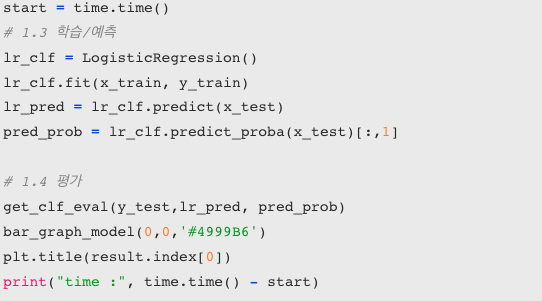 start = time.time()
# 1.3 학습/예측
lr_clf = LogisticRegression()
lr_clf.fit(x_train, y_train)
lr_pred = lr_clf.predict(x_test)
pred_prob = lr_clf.predict_proba(x_test)[:,1]
# 1.4 평가
get_clf_eval(y_test,lr_pred, pred_prob)
bar_graph_model(0,0,'#4999B6')
plt.title(result.index[0])
print("time :", time.time() - start)